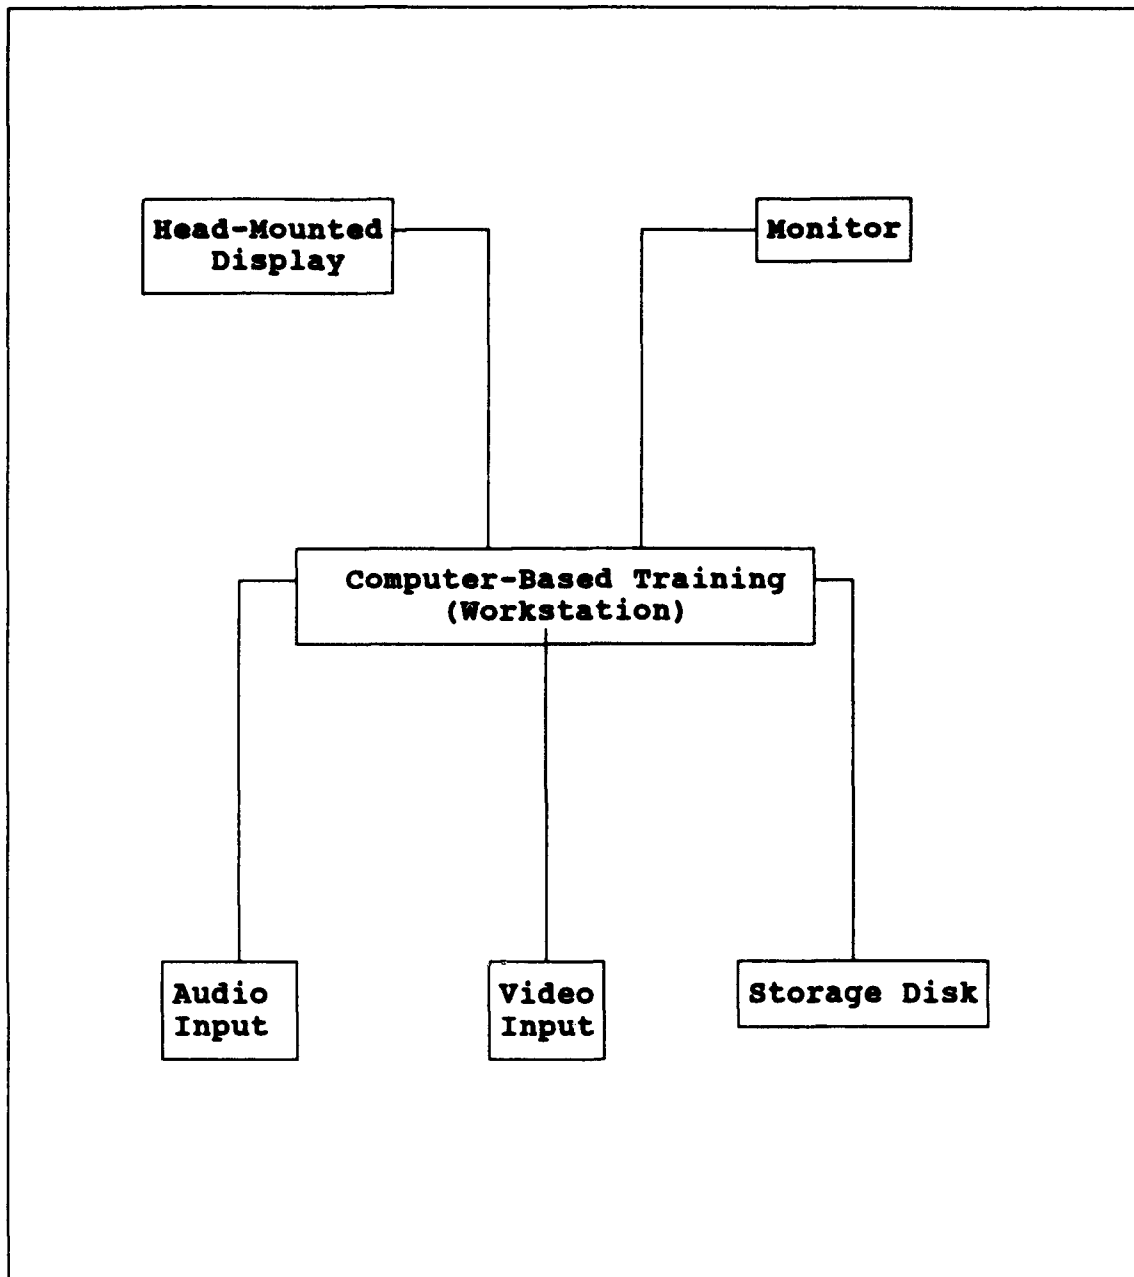 Head-Mounted
Display
Monitor
Computer-Based Training
(Workstation)
Audio
Input
Video
Input
Storage Disk